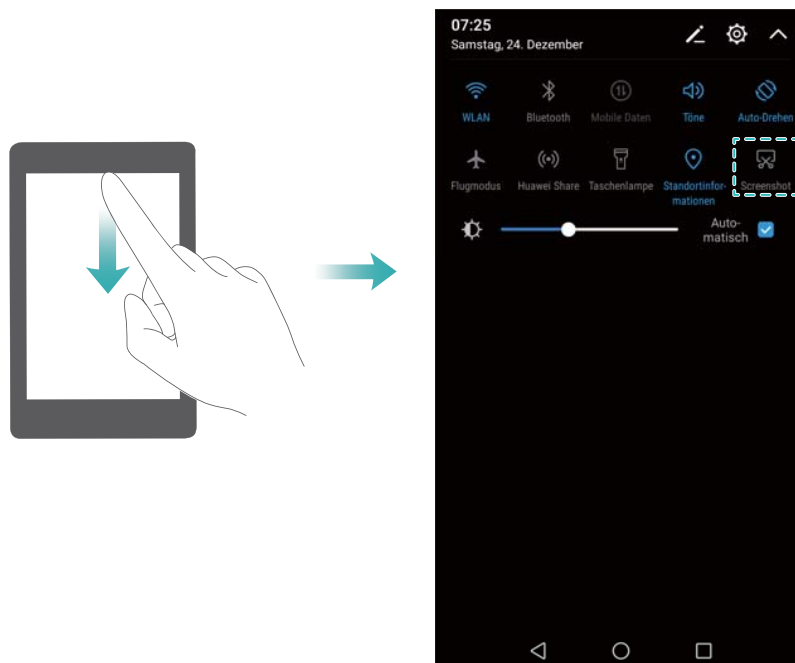 07:25
Samstag, 24. Dezember
WLAN
Bluetooth
Mobile Daten
Töne
Auto-Drehen
Flugmodus
Huawei Share
Taschenlampe
Standortinfor-
mationen
Screenshot
Auto-
matisch